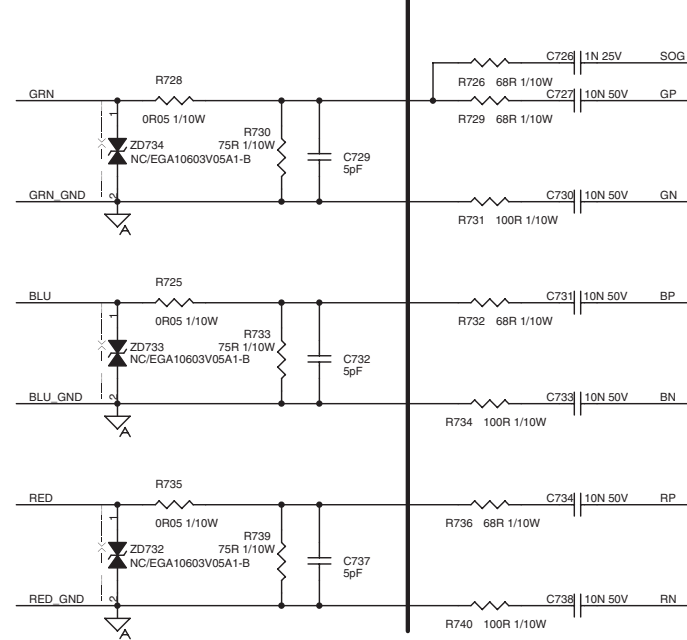 C726 1N 25V SOG
R728
R726 68R 1/10W
GRN C727 10N 50V GP
0R05 1/10W R729 68R 1/10W
1 R730
ZD734 75R 1/10W
NC/EGA10603V05A1-B C729
5pF
2
GRN_GND C730 10N 50V GN
A R731 100R 1/10W
R725
BLU C731 10N 50V BP
0R05 1/10W R732 68R 1/10W
1 R733
ZD733 75R 1/10W
NC/EGA10603V05A1-B C732
5pF
2
BLU_GND C733 10N 50V BN
A R734 100R 1/10W
R735
RED C734 10N 50V RP
0R05 1/10W R736 68R 1/10W
1 R739
ZD732 75R 1/10W
NC/EGA10603V05A1-B C737
5pF
2
RED_GND C738 10N 50V RN
A R740 100R 1/10W